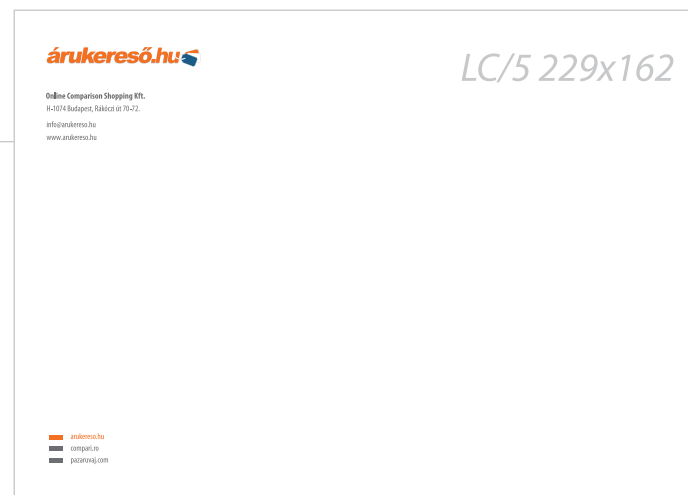 árukereső.hu
LC/5 229x162
Online Comparison Shopping Kft.
H-1074 Budapest, Rákóczi út 70-72.
info@arukereso.hu
www.arukereso.hu
arukereso.hu
compari.ro
pazaruvaj.com